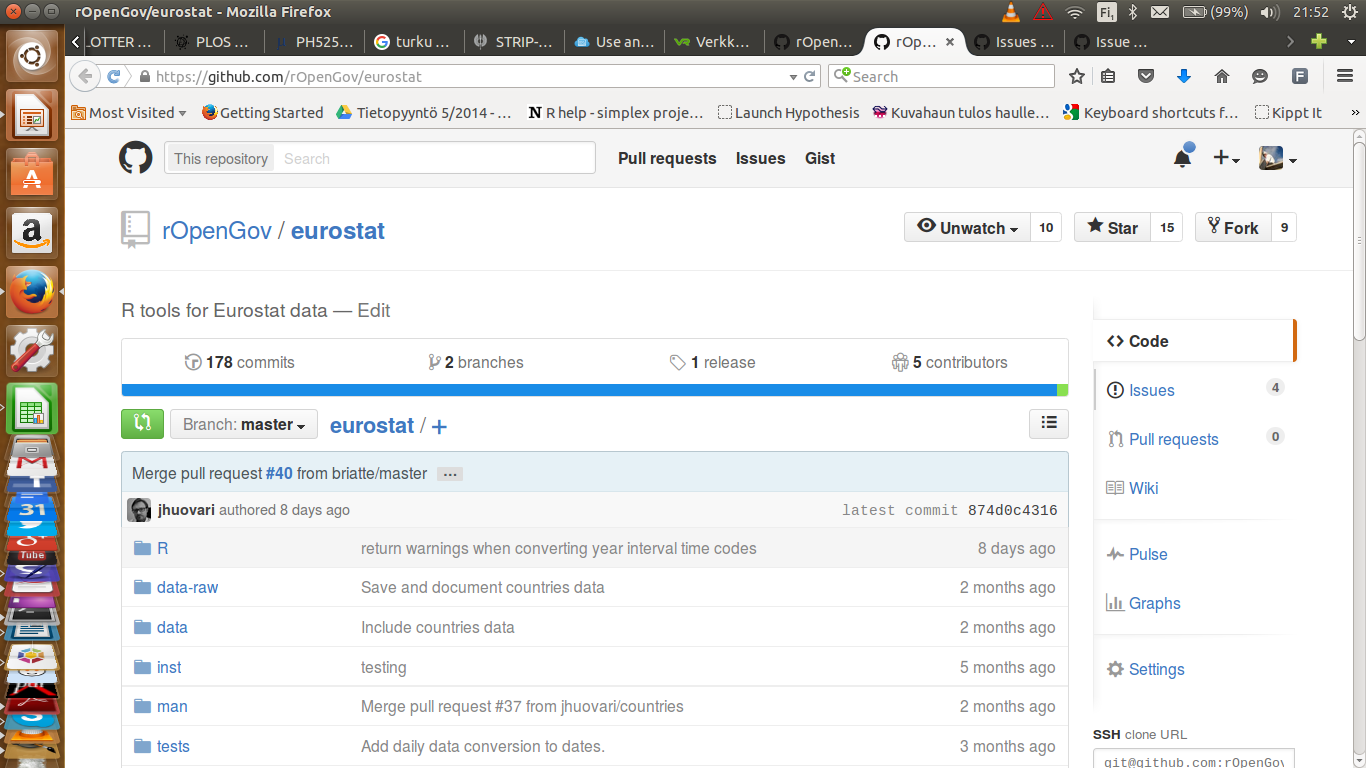 rOpenGov/eurostat - Mozilla Firefox
Fi1 (99%) 21:52
LOTTER ... PLOS ... PH525... turku ... STRIP-... Use an... Verkk... rOpen... rOp... Issues ... Issue ...
https://github.com/rOpenGov/eurostat Search
Most Visited Getting Started Tietopyyntö 5/2014 - ... R help - simplex proje... Launch Hypothesis Kuvahaun tulos haulle... Keyboard shortcuts f... Kippt It »
This repository Search Pull requests Issues Gist
rOpenGov / eurostat Unwatch 10 Star 15 Fork 9
R tools for Eurostat data — Edit
178 commits 2 branches 1 release 5 contributors
Branch: master eurostat / +
Merge pull request #40 from briatte/master ...
jhuovari authored 8 days ago latest commit 874d0c4316
R return warnings when converting year interval time codes 8 days ago
data-raw Save and document countries data 2 months ago
data Include countries data 2 months ago
inst testing 5 months ago
man Merge pull request #37 from jhuovari/countries 2 months ago
tests Add daily data conversion to dates. 3 months ago
Code
Issues 4
Pull requests 0
Wiki
Pulse
Graphs
Settings
SSH clone URL
git@github.com:rOpenGov
31
Tube